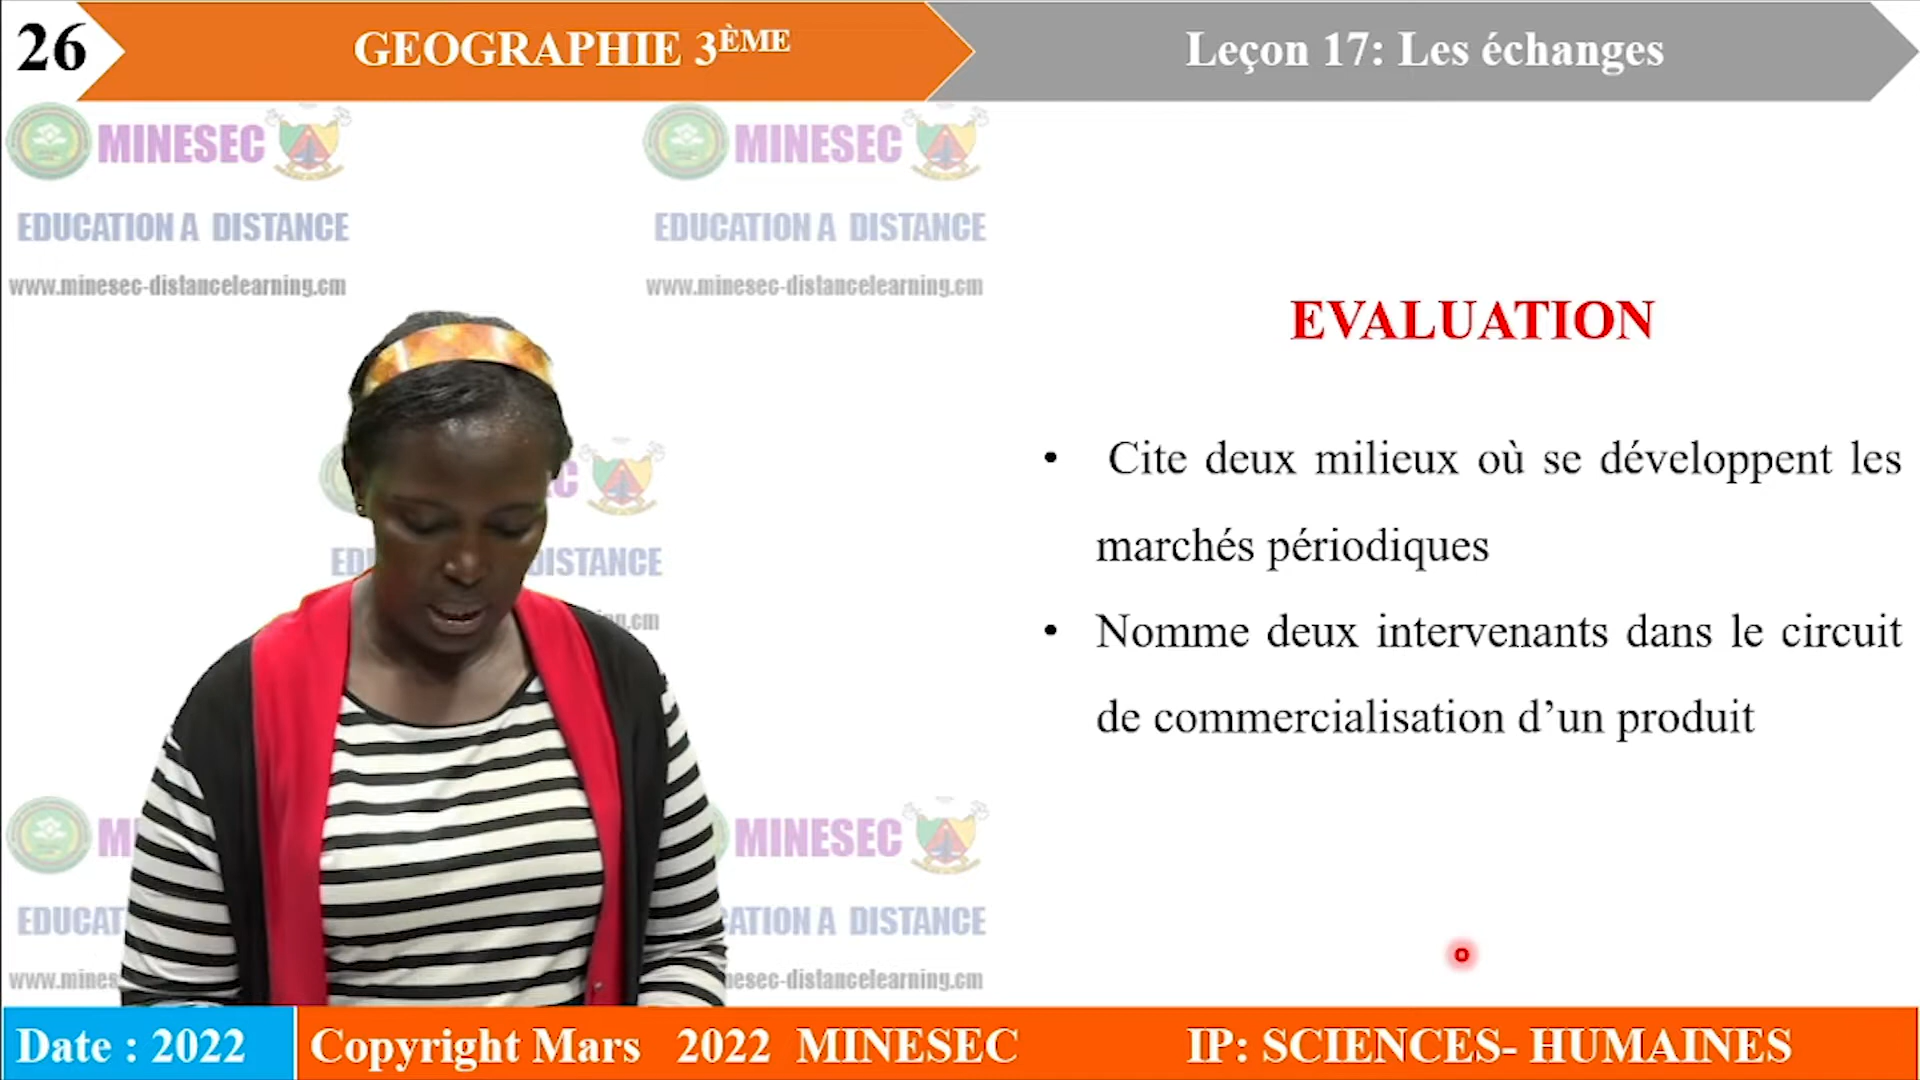 26
GEOGRAPHIE 3ÈME
Leçon 17: Les échanges
MINESEC
MINESEC
EDUCATION A DISTANCE
EDUCATION A DISTANCE
www.minesec-distancelearning.cm
www.minesec-distancelearning.cm
EVALUATION
• Cite deux milieux où se développent les
marchés périodiques
• Nomme deux intervenants dans le circuit
de commercialisation d’un produit
MINESEC
Date : 2022
Copyright Mars 2022 MINESEC
IP: SCIENCES- HUMAINES